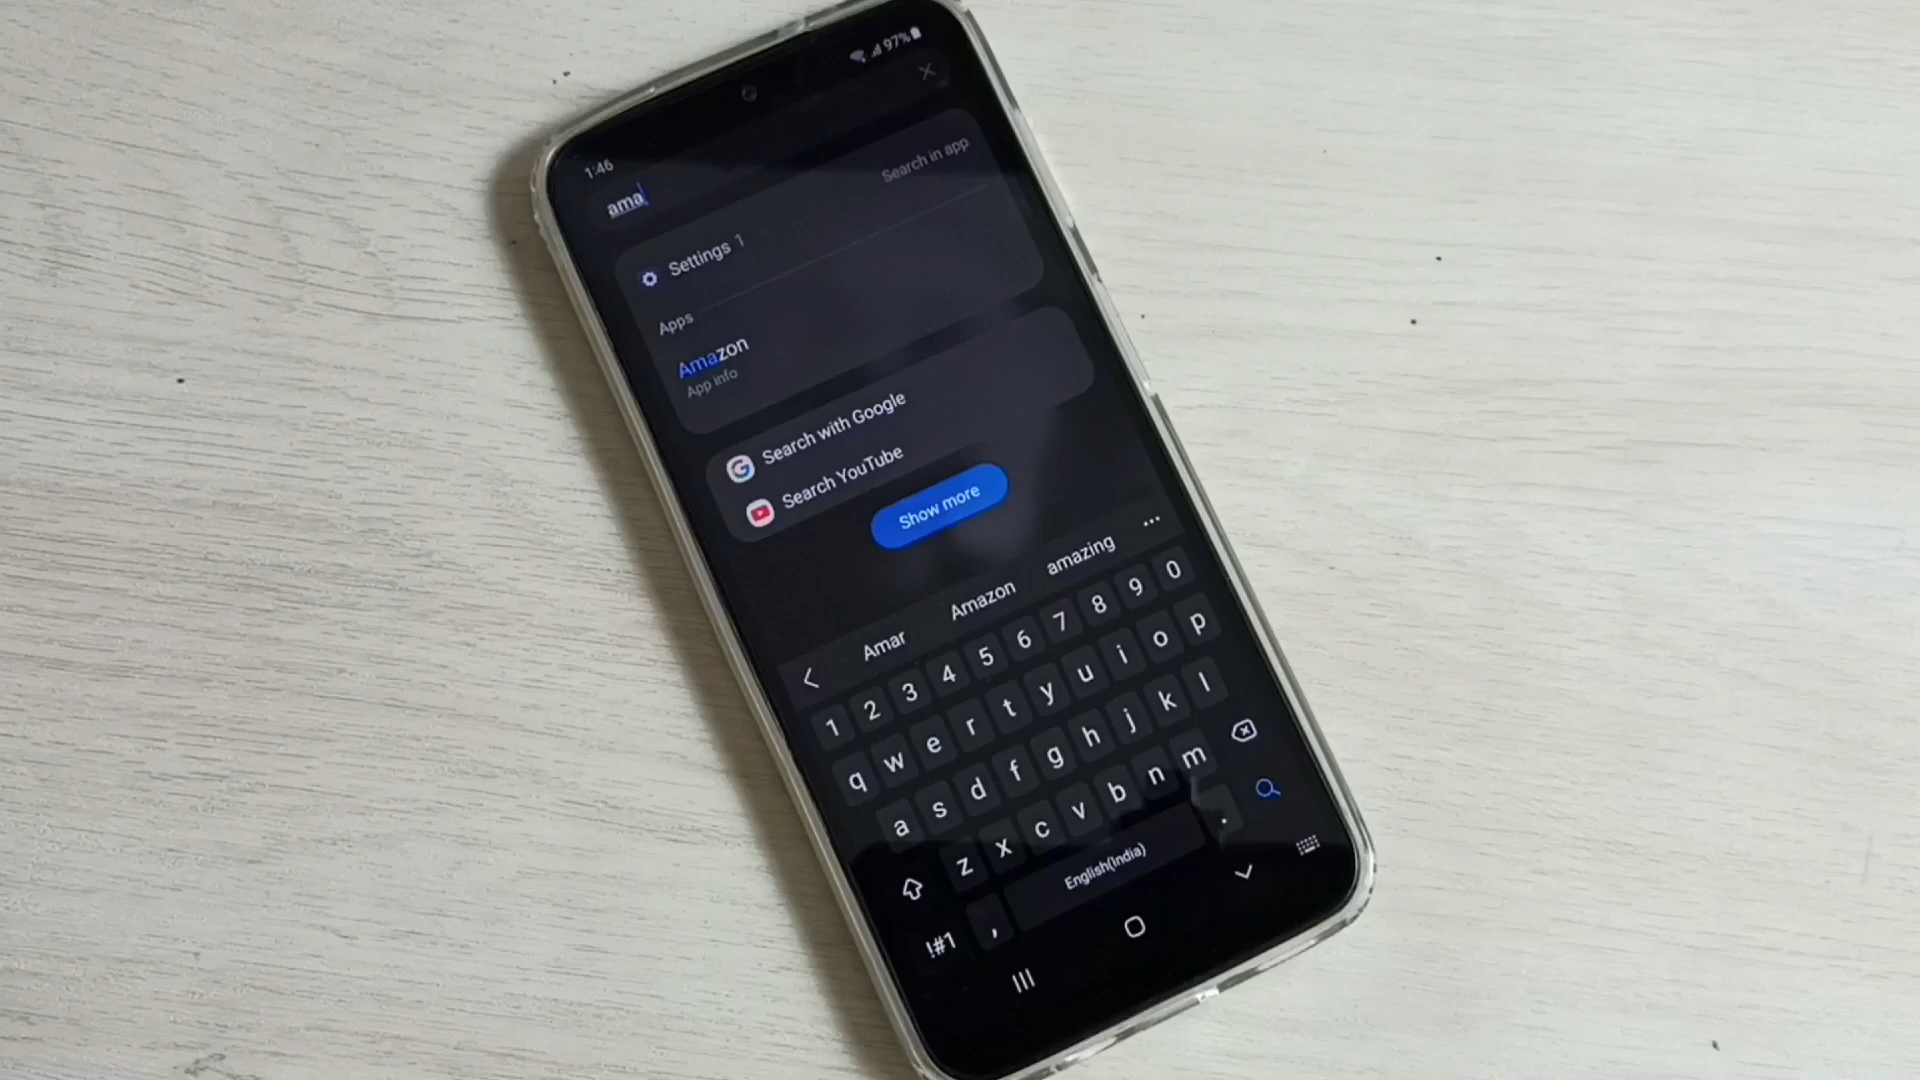 1:46
97%
ama
Search in app
Settings 1
Apps
Amazon
App info
Search with Google
Search YouTube
Show more
Amar Amazon amazing
1 2 3 4 5 6 7 8 9 0
q w e r t y u i o p
a s d f g h j k l
z x c v b n m
!#1 , English(India) .